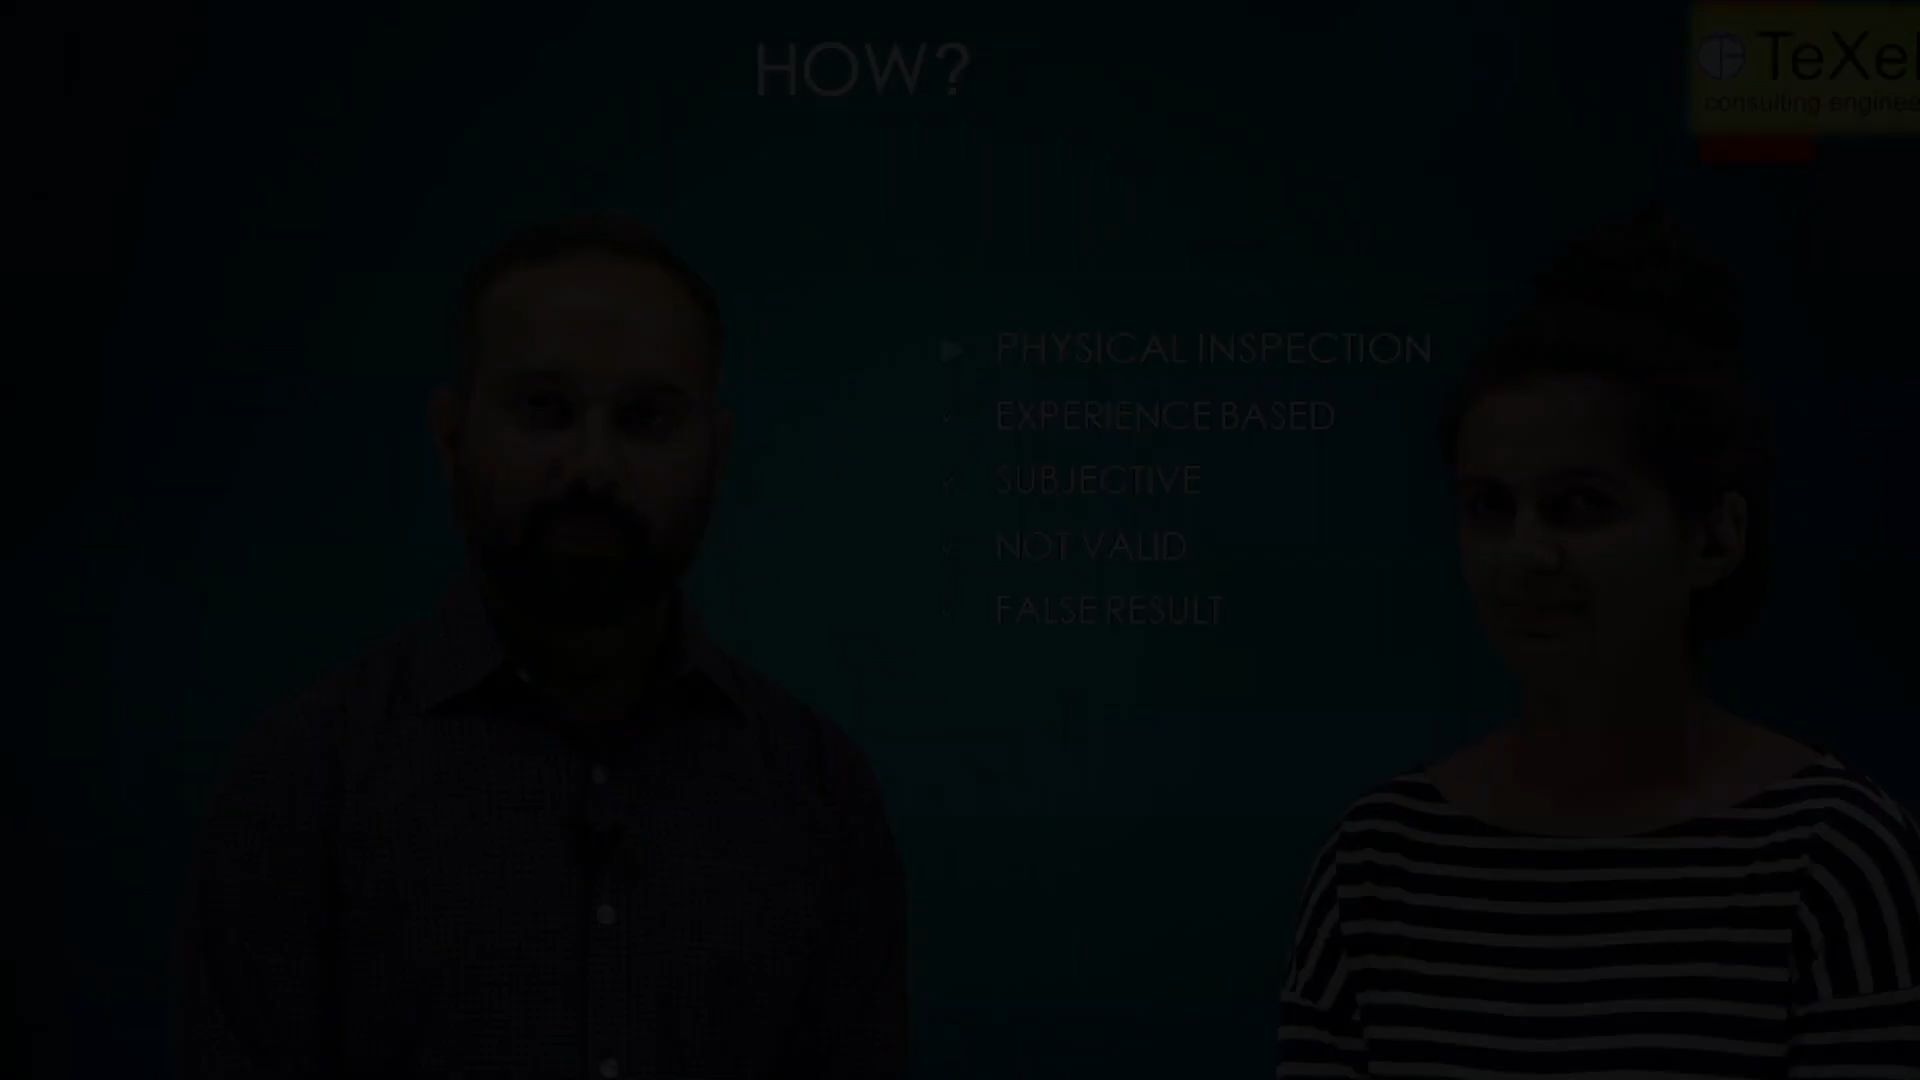 HOW?
TeXel
consulting enginee
PHYSICAL INSPECTION
EXPERIENCE BASED
SUBJECTIVE
NOT VALID
FALSE RESULT